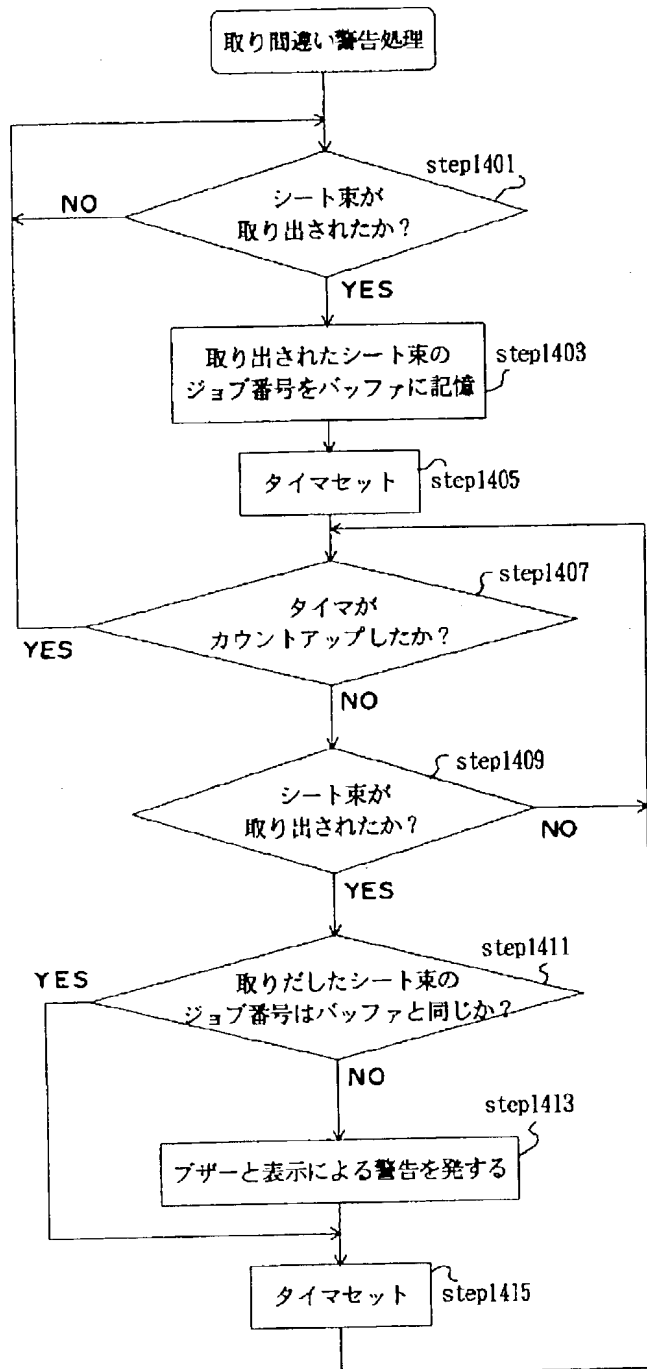 取り間違い警告処理
step1401
シート束が
取り出されたか？
NO
YES
取り出されたシート束の
ジョブ番号をバッファに記憶
step1403
タイマセット
step1405
step1407
タイマが
カウントアップしたか？
YES
NO
step1409
シート束が
取り出されたか？
NO
YES
step1411
YES
取りだしたシート束の
ジョブ番号はバッファと同じか？
NO
step1413
ブザーと表示による警告を発する
タイマセット
step1415